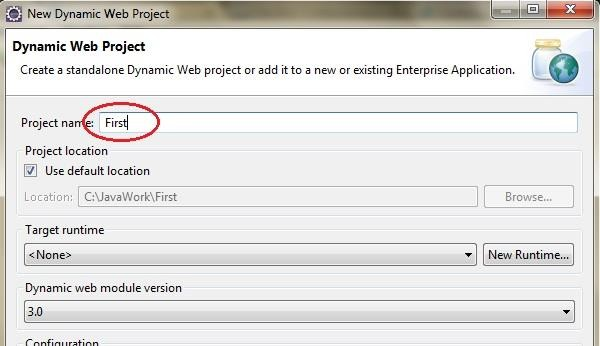 New Dynamic Web Project
Dynamic Web Project
Create a standalone Dynamic Web project or add it to a new or existing Enterprise Application.
Project name: First
Project location
Use default location
Location: C:\JavaWork\First Browse...
Target runtime
<None> New Runtime...
Dynamic web module version
3.0
Configuration